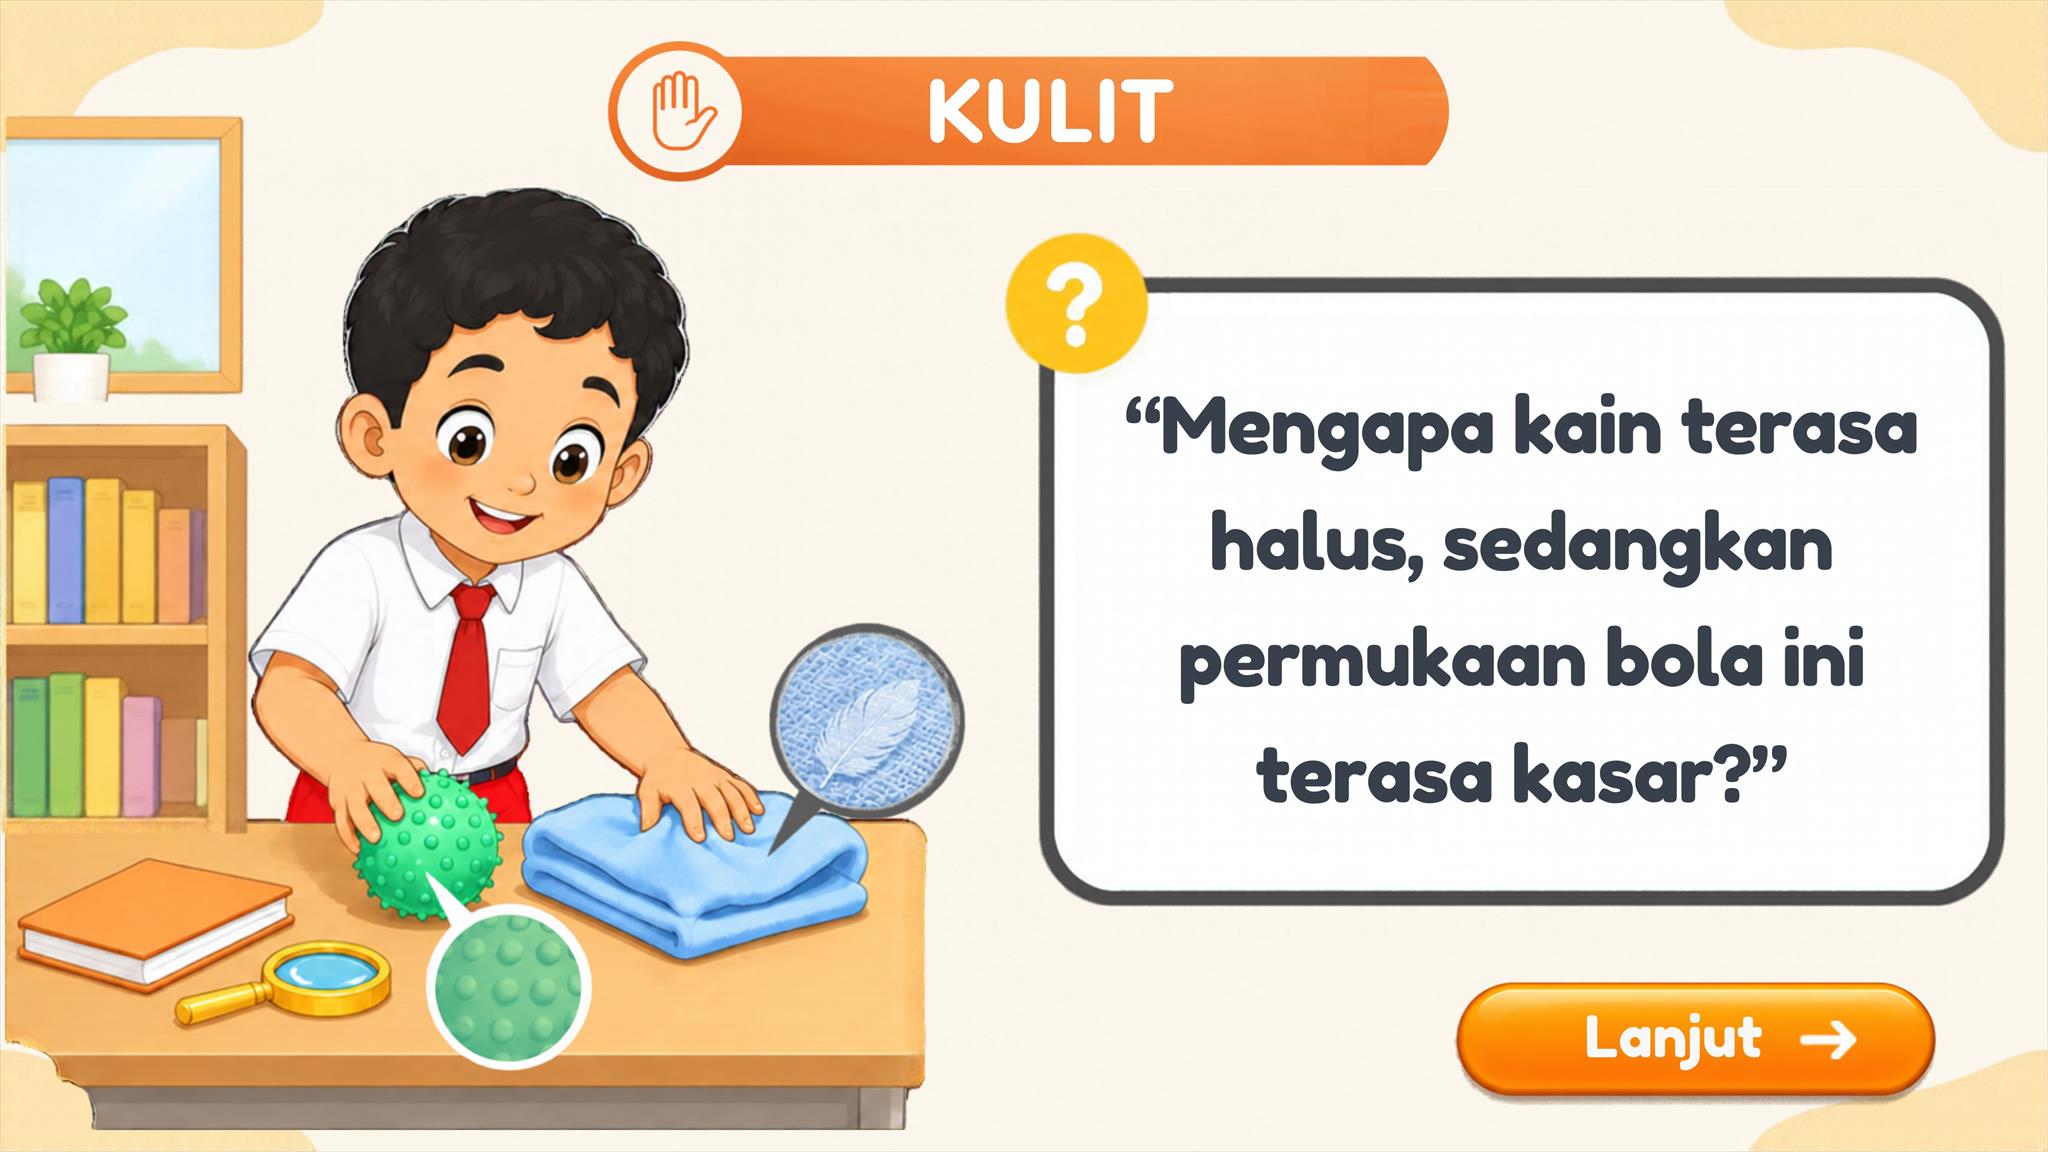 KULIT
?
“Mengapa kain terasa
halus, sedangkan
permukaan bola ini
terasa kasar?”
Lanjut →